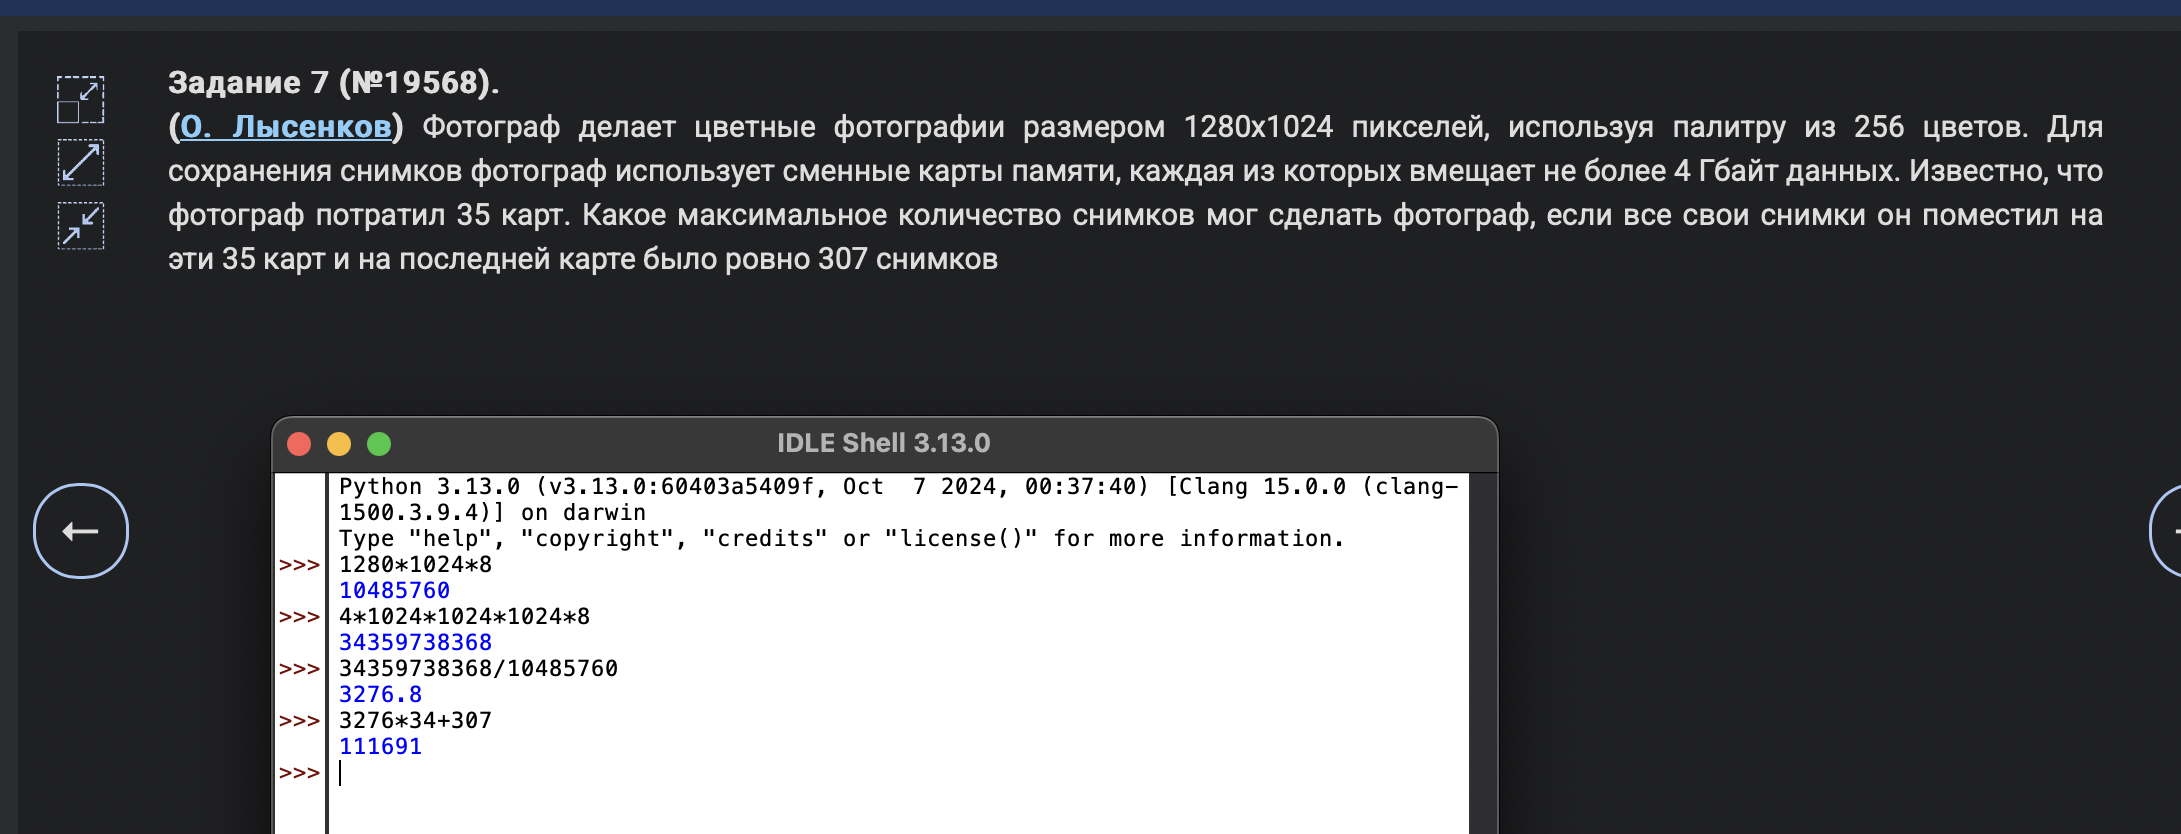 Задание 7 (№19568).
(О. Лысенков) Фотограф делает цветные фотографии размером 1280x1024 пикселей, используя палитру из 256 цветов. Для
сохранения снимков фотограф использует сменные карты памяти, каждая из которых вмещает не более 4 Гбайт данных. Известно, что
фотограф потратил 35 карт. Какое максимальное количество снимков мог сделать фотограф, если все свои снимки он поместил на
эти 35 карт и на последней карте было ровно 307 снимков
IDLE Shell 3.13.0
Python 3.13.0 (v3.13.0:60403a5409f, Oct  7 2024, 00:37:40) [Clang 15.0.0 (clang-
1500.3.9.4)] on darwin
Type "help", "copyright", "credits" or "license()" for more information.
>>> 1280*1024*8
10485760
>>> 4*1024*1024*1024*8
34359738368
>>> 34359738368/10485760
3276.8
>>> 3276*34+307
111691
>>>